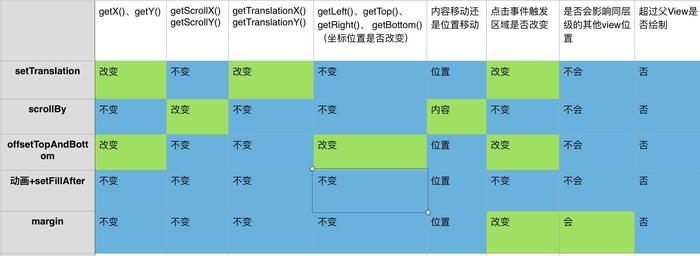 getX()、getY()
getScrollX()
getScrollY()
getTranslationX()
getTranslationY()
getLeft()、getTop()、
getRight()、 getBottom()
（坐标位置是否改变）
内容移动还
是位置移动
点击事件触发
区域是否改变
是否会影响同层
级的其他view位
置
超过父View是
否绘制
setTranslation
改变
不变
改变
不变
位置
改变
不会
否
scrollBy
不变
改变
不变
不变
内容
不变
不会
否
offsetTopAndBott
om
改变
不变
不变
改变
位置
改变
不会
否
动画+setFillAfter
不变
不变
不变
不变
位置
不变
不会
否
margin
不变
不变
不变
不变
位置
改变
会
否